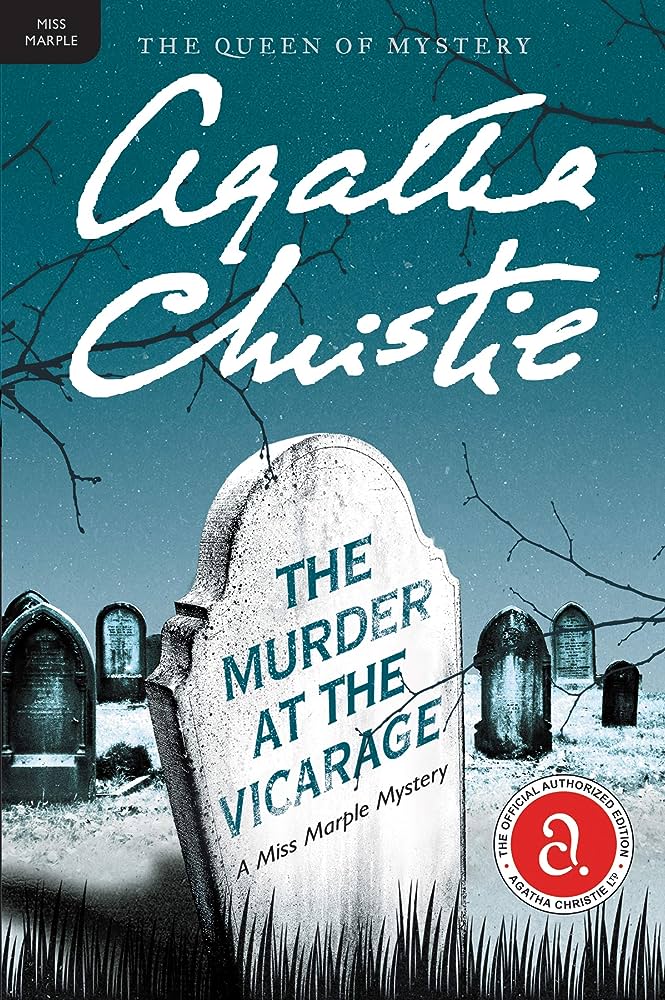 MISS
MARPLE
THE QUEEN OF MYSTERY
Agatha
Christie
THE
MURDER
AT THE
VICARAGE
A Miss Marple Mystery
THE OFFICIAL AUTHORIZED EDITION
a.
AGATHA CHRISTIE LTD